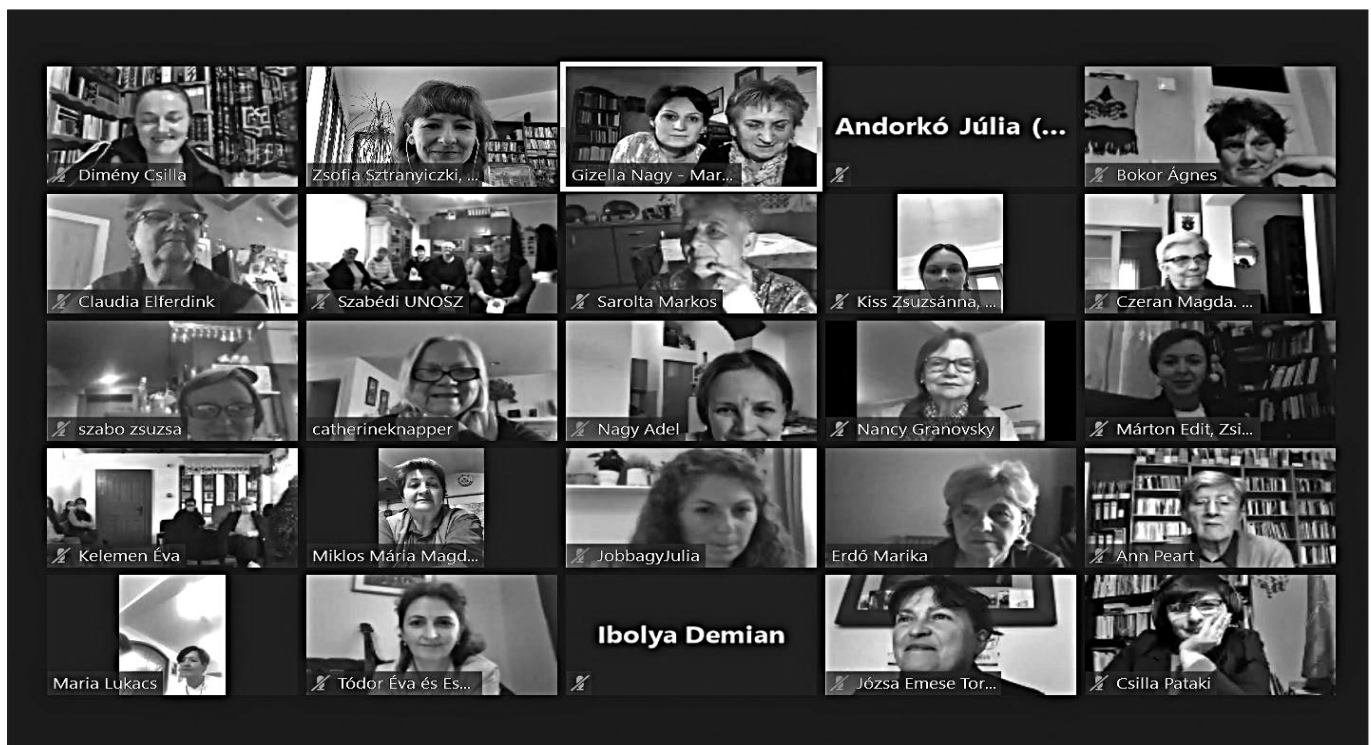 Dimény Csilla
Zsofia Sztranyiczki, ...
Gizella Nagy - Mar...
Andorkó Júlia (...
Bokor Ágnes
Claudia Elferdink
Szabédi UNOSZ
Sarolta Markos
Kiss Zsuzsánna, ...
Czeran Magda. ...
szabo zsuzsa
catherineknapper
Nagy Adel
Nancy Granovsky
Márton Edit, Zsi...
Kelemen Éva
Miklos Mária Magd...
JobbagyJulia
Erdő Marika
Ann Peart
Maria Lukacs
Tódor Éva és Es...
Ibolya Demian
Józsa Emese Tor...
Csilla Pataki